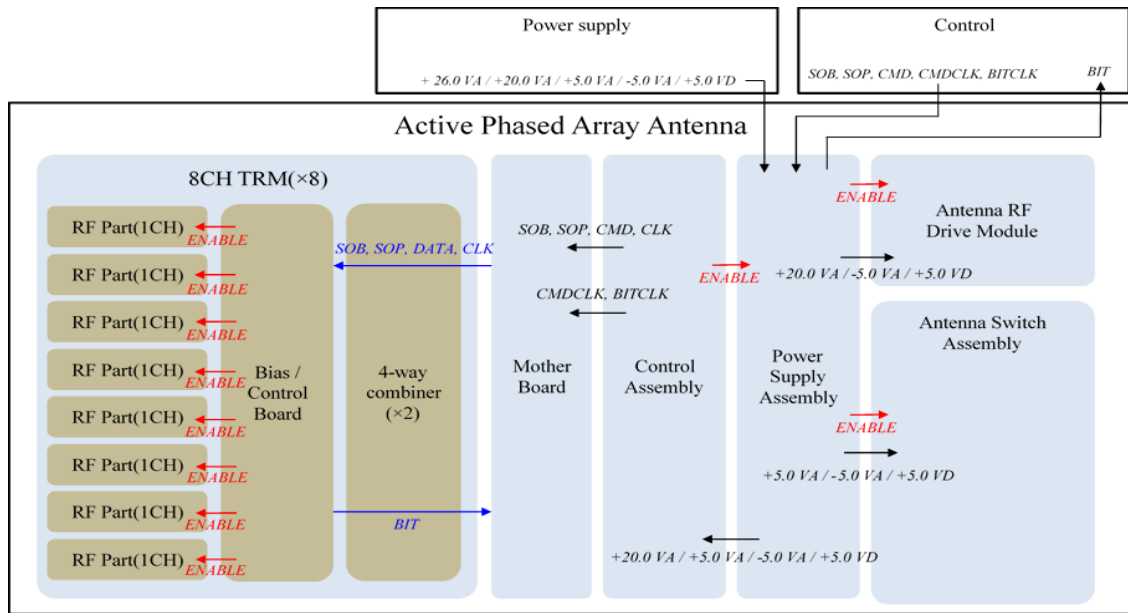 Power supply
+ 26.0 VA / +20.0 VA / +5.0 VA / -5.0 VA / +5.0 VD
Control
SOB, SOP, CMD, CMDCLK, BITCLK
BIT
Active Phased Array Antenna
8CH TRM(×8)
RF Part(1CH)
ENABLE
RF Part(1CH)
ENABLE
RF Part(1CH)
ENABLE
RF Part(1CH)
ENABLE
RF Part(1CH)
ENABLE
RF Part(1CH)
ENABLE
RF Part(1CH)
ENABLE
RF Part(1CH)
ENABLE
Bias /
Control
Board
4-way
combiner
(×2)
SOB, SOP, DATA, CLK
BIT
Mother
Board
SOB, SOP, CMD, CLK
CMDCLK, BITCLK
Control
Assembly
ENABLE
Power
Supply
Assembly
+20.0 VA / +5.0 VA / -5.0 VA / +5.0 VD
ENABLE
Antenna RF
Drive Module
+20.0 VA / -5.0 VA / +5.0 VD
Antenna Switch
Assembly
ENABLE
+5.0 VA / -5.0 VA / +5.0 VD